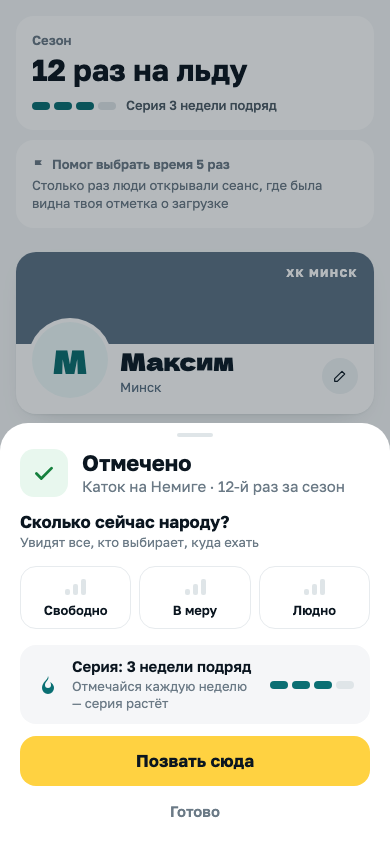 Сезон
12 раз на льду
Серия 3 недели подряд
Помог выбрать время 5 раз
Столько раз люди открывали сеанс, где была
видна твоя отметка о загрузке
ХК МИНСК
М
Максим
Минск
Отмечено
Каток на Немиге · 12-й раз за сезон
Сколько сейчас народу?
Увидят все, кто выбирает, куда ехать
Свободно
В меру
Людно
Серия: 3 недели подряд
Отмечайся каждую неделю
— серия растёт
Позвать сюда
Готово